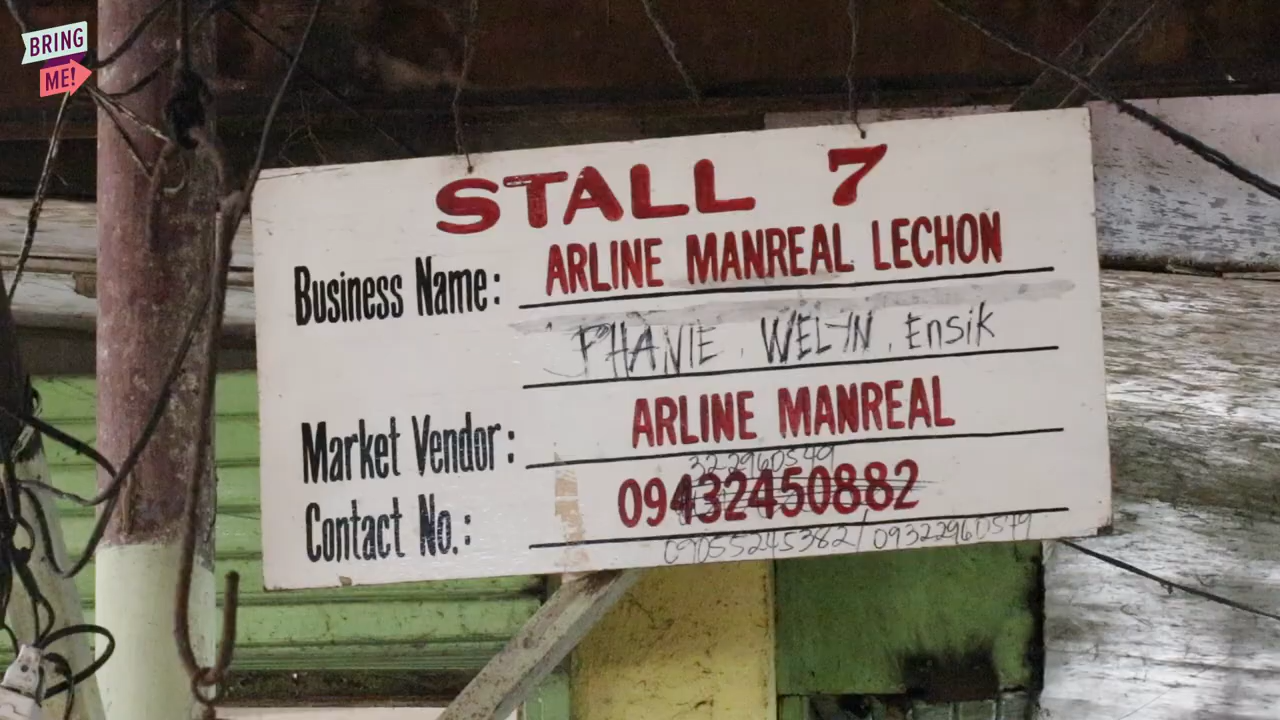 BRING
ME!
STALL 7
Business Name: ARLINE MANREAL LECHON
PHANIE, WELYN, Ensik
Market Vendor: ARLINE MANREAL
322960549
Contact No.: 09432450882
09055245382/09322960549